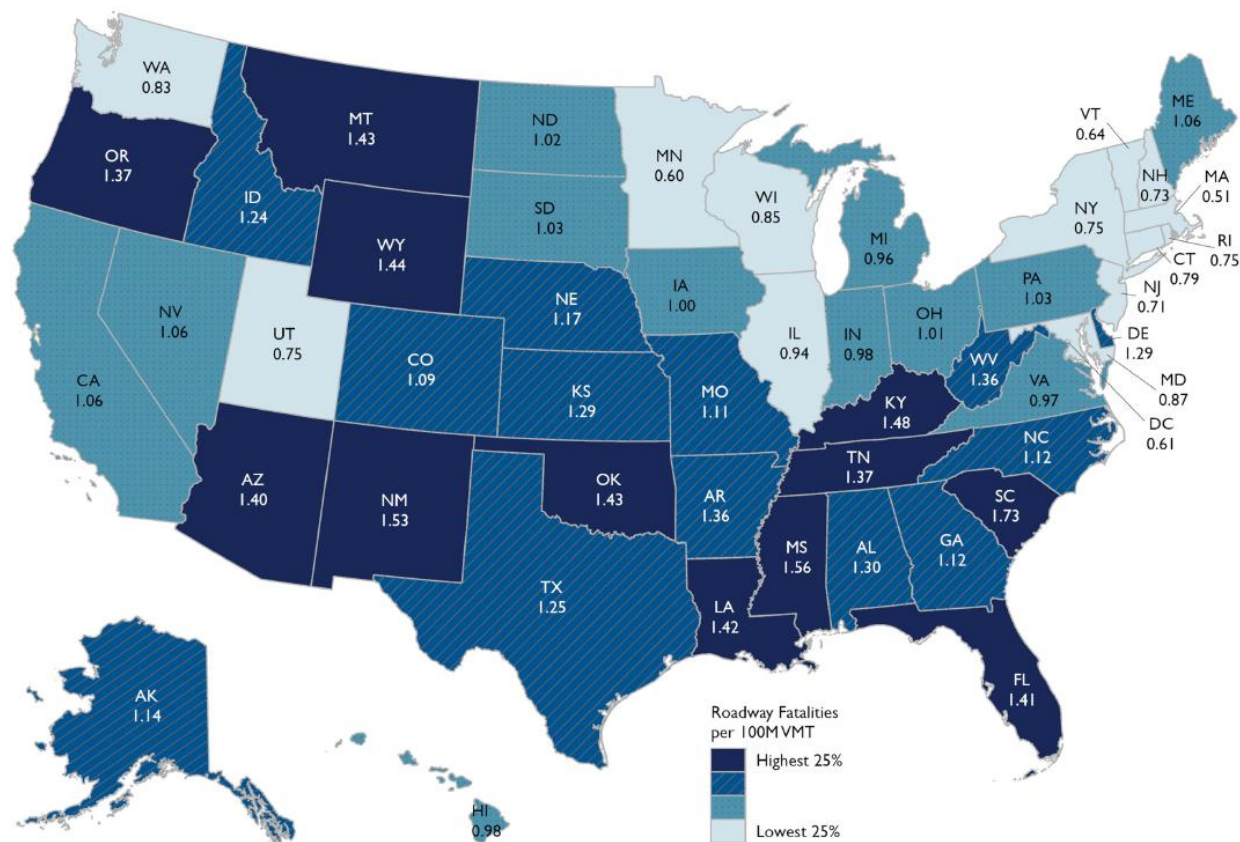 WA
0.83
OR
1.37
MT
1.43
ID
1.24
WY
1.44
ND
1.02
SD
1.03
MN
0.60
WI
0.85
MI
0.96
ME
1.06
VT
0.64
NH
0.73
MA
0.51
NY
0.75
RI
0.75
CT
0.79
PA
1.03
NJ
0.71
DE
1.29
MD
0.87
DC
0.61
CA
1.06
NV
1.06
UT
0.75
CO
1.09
NE
1.17
KS
1.29
IA
1.00
MO
1.11
IL
0.94
IN
0.98
OH
1.01
WV
1.36
VA
0.97
KY
1.48
TN
1.37
NC
1.12
SC
1.73
AZ
1.40
NM
1.53
OK
1.43
AR
1.36
TX
1.25
LA
1.42
MS
1.56
AL
1.30
GA
1.12
FL
1.41
AK
1.14
HI
0.98
Roadway Fatalities
per 100M VMT
Highest 25%
Lowest 25%